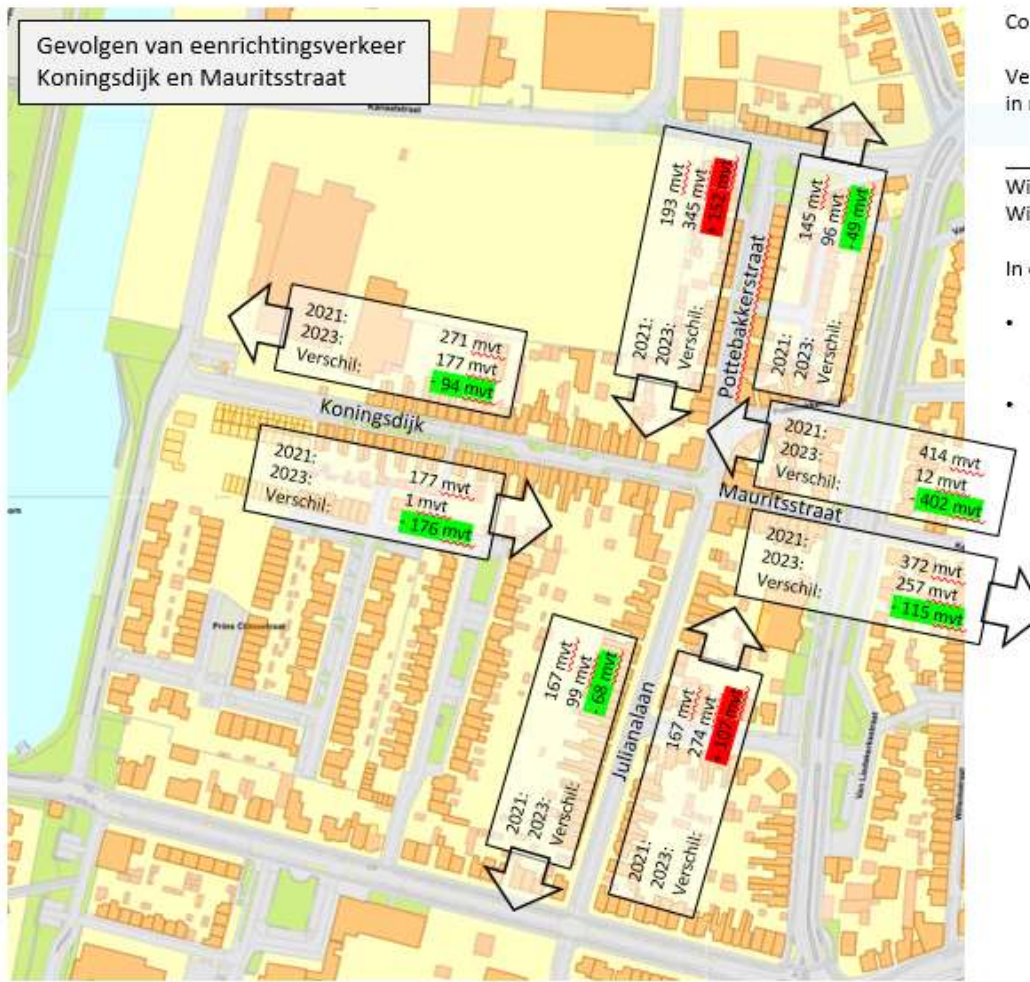 Gevolgen van eenrichtingsverkeer
Koningsdijk en Mauritsstraat
Kanaalstraat
2021: 193 mvt
2023: 345 mvt
Verschil: + 152 mvt
Pottebakkerstraat
2021: 145 mvt
2023: 96 mvt
Verschil: - 49 mvt
2021: 271 mvt
2023: 177 mvt
Verschil: - 94 mvt
Koningsdijk
2021: 177 mvt
2023: 1 mvt
Verschil: - 176 mvt
2021: 414 mvt
2023: 12 mvt
Verschil: - 402 mvt
Mauritsstraat
2021: 372 mvt
2023: 257 mvt
Verschil: - 115 mvt
2021: 167 mvt
2023: 99 mvt
Verschil: - 68 mvt
Julianalaan
2021: 167 mvt
2023: 274 mvt
Verschil: + 107 mvt
Co
Ve
in
Wi
Wi
In
•
•